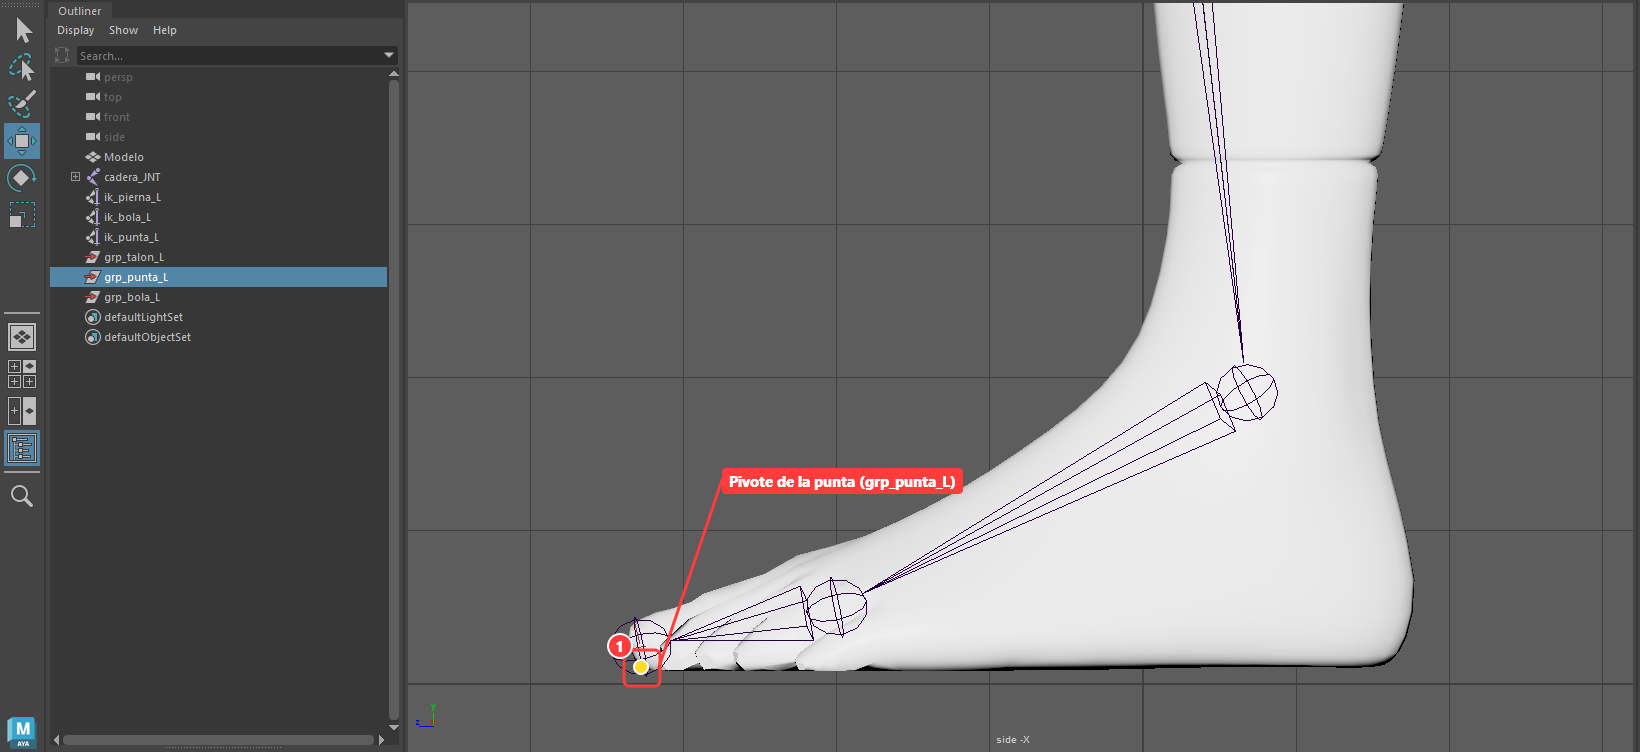 Outliner
Display Show Help
Search...
persp
top
front
side
Modelo
cadera_JNT
ik_pierna_L
ik_bola_L
ik_punta_L
grp_talon_L
grp_punta_L
grp_bola_L
defaultLightSet
defaultObjectSet
Pivote de la punta (grp_punta_L)
1
y
z
side -X
M
AYA